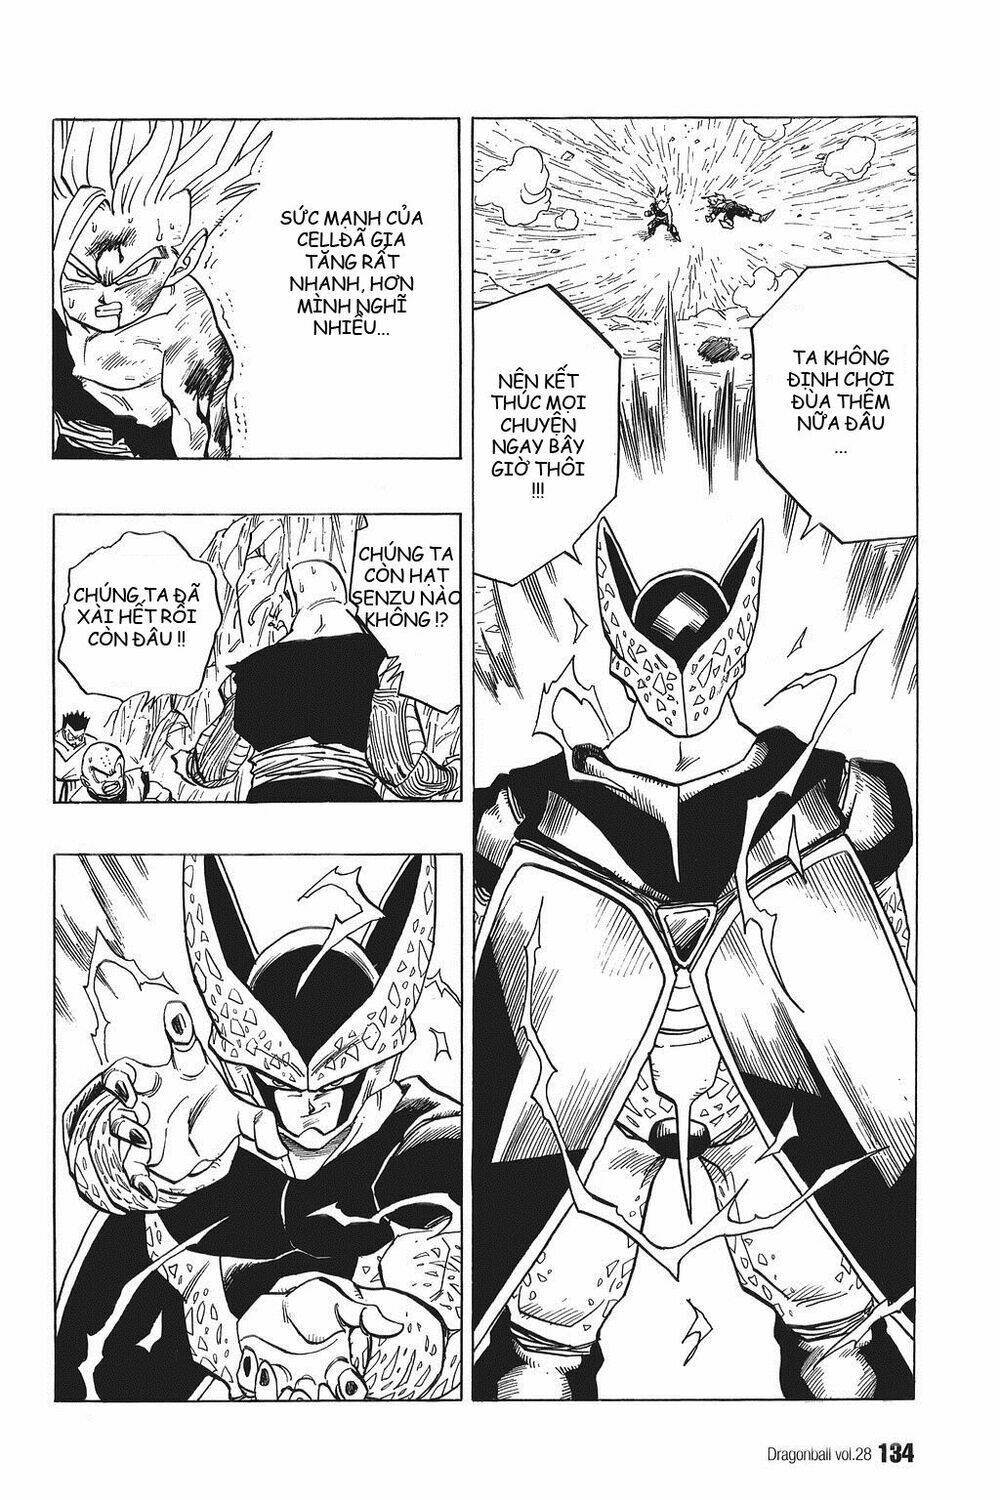 TA KHÔNG
ĐỊNH CHƠI
ĐÙA THÊM
NỮA ĐÂU
...
NÊN KẾT
THÚC MỌI
CHUYỆN
NGAY BÂY
GIỜ THÔI
!!!
SỨC MẠNH CỦA
CELLĐÃ GIA
TĂNG RẤT
NHANH, HƠN
MÌNH NGHĨ
NHIỀU...
CHÚNG TA
CÒN HẠT
SENZU NÀO
KHÔNG !?
CHÚNG TA ĐÃ
XÀI HẾT RỒI
CÒN ĐÂU !!
Dragonball vol.28 134